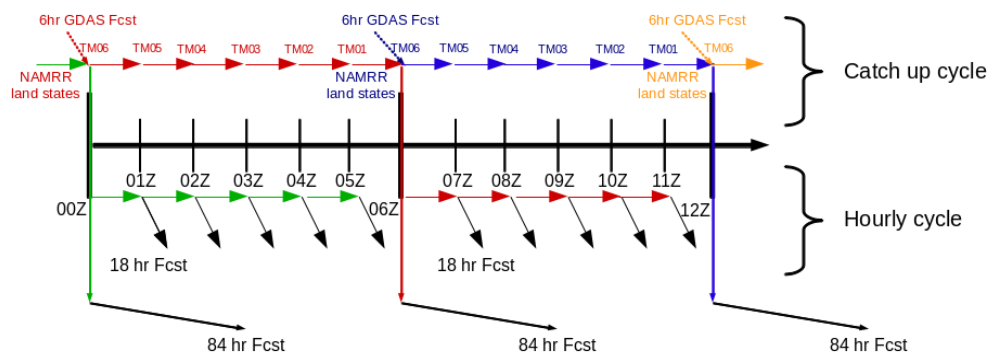 6hr GDAS Fcst
6hr GDAS Fcst
6hr GDAS Fcst
TM06 TM05 TM04 TM03 TM02 TM01 TM06 TM05 TM04 TM03 TM02 TM01 TM06
NAMRR
land states
NAMRR
land states
NAMRR
land states
Catch up cycle
01Z 02Z 03Z 04Z 05Z 07Z 08Z 09Z 10Z 11Z
00Z 06Z 12Z
Hourly cycle
18 hr Fcst 18 hr Fcst
84 hr Fcst 84 hr Fcst 84 hr Fcst